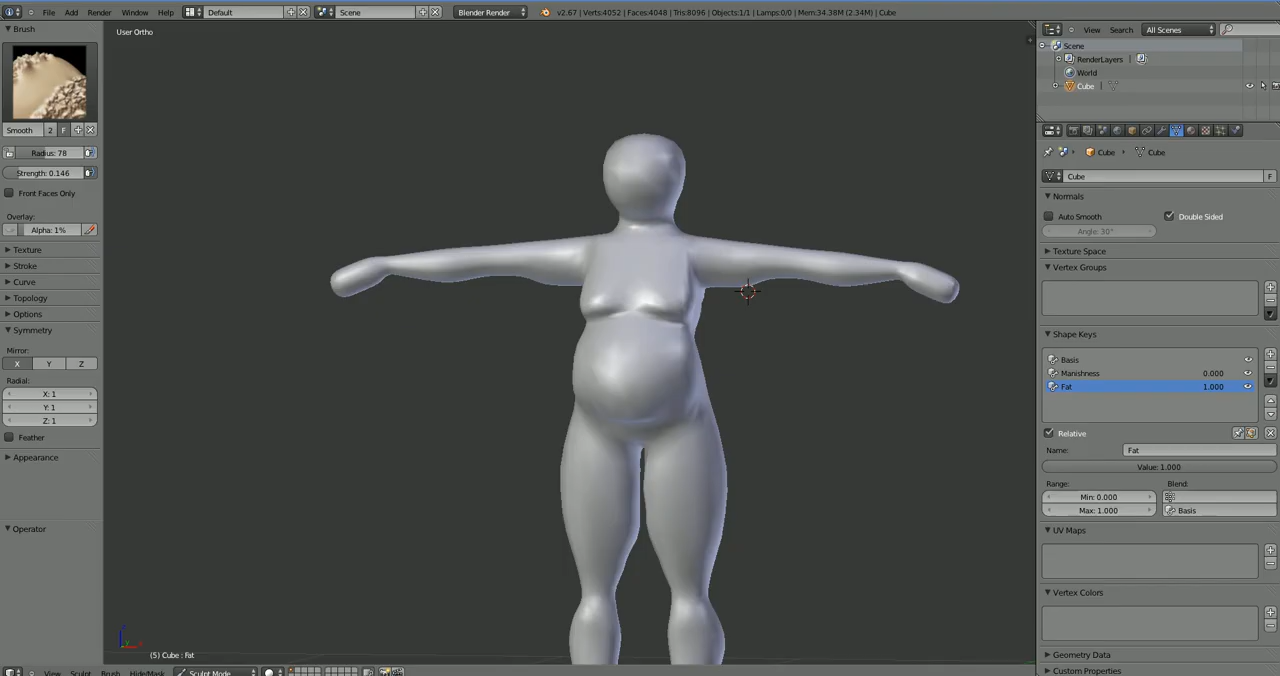 File Add Render Window Help Default Scene Blender Render v2.67 | Verts:4052 | Faces:4048 | Tris:8096 | Objects:1/1 | Lamps:0/0 | Mem:34.38M (2.34M) | Cube
Brush
Smooth 2 F
Radius: 78
Strength: 0.146
Front Faces Only
Overlay:
Alpha: 1%
Texture
Stroke
Curve
Topology
Options
Symmetry
Mirror:
X Y Z
Radial:
X: 1
Y: 1
Z: 1
Feather
Appearance
Operator
User Ortho
(5) Cube : Fat
View Sculpt Brush Hide/Mask Sculpt Mode
View Search All Scenes
Scene
RenderLayers |
World
Cube |
Cube Cube
Cube F
Normals
Auto Smooth Double Sided
Angle: 30°
Texture Space
Vertex Groups
Shape Keys
Basis
Manishness 0.000
Fat 1.000
Relative
Name: Fat
Value: 1.000
Range: Blend:
Min: 0.000
Max: 1.000 Basis
UV Maps
Vertex Colors
Geometry Data
Custom Properties